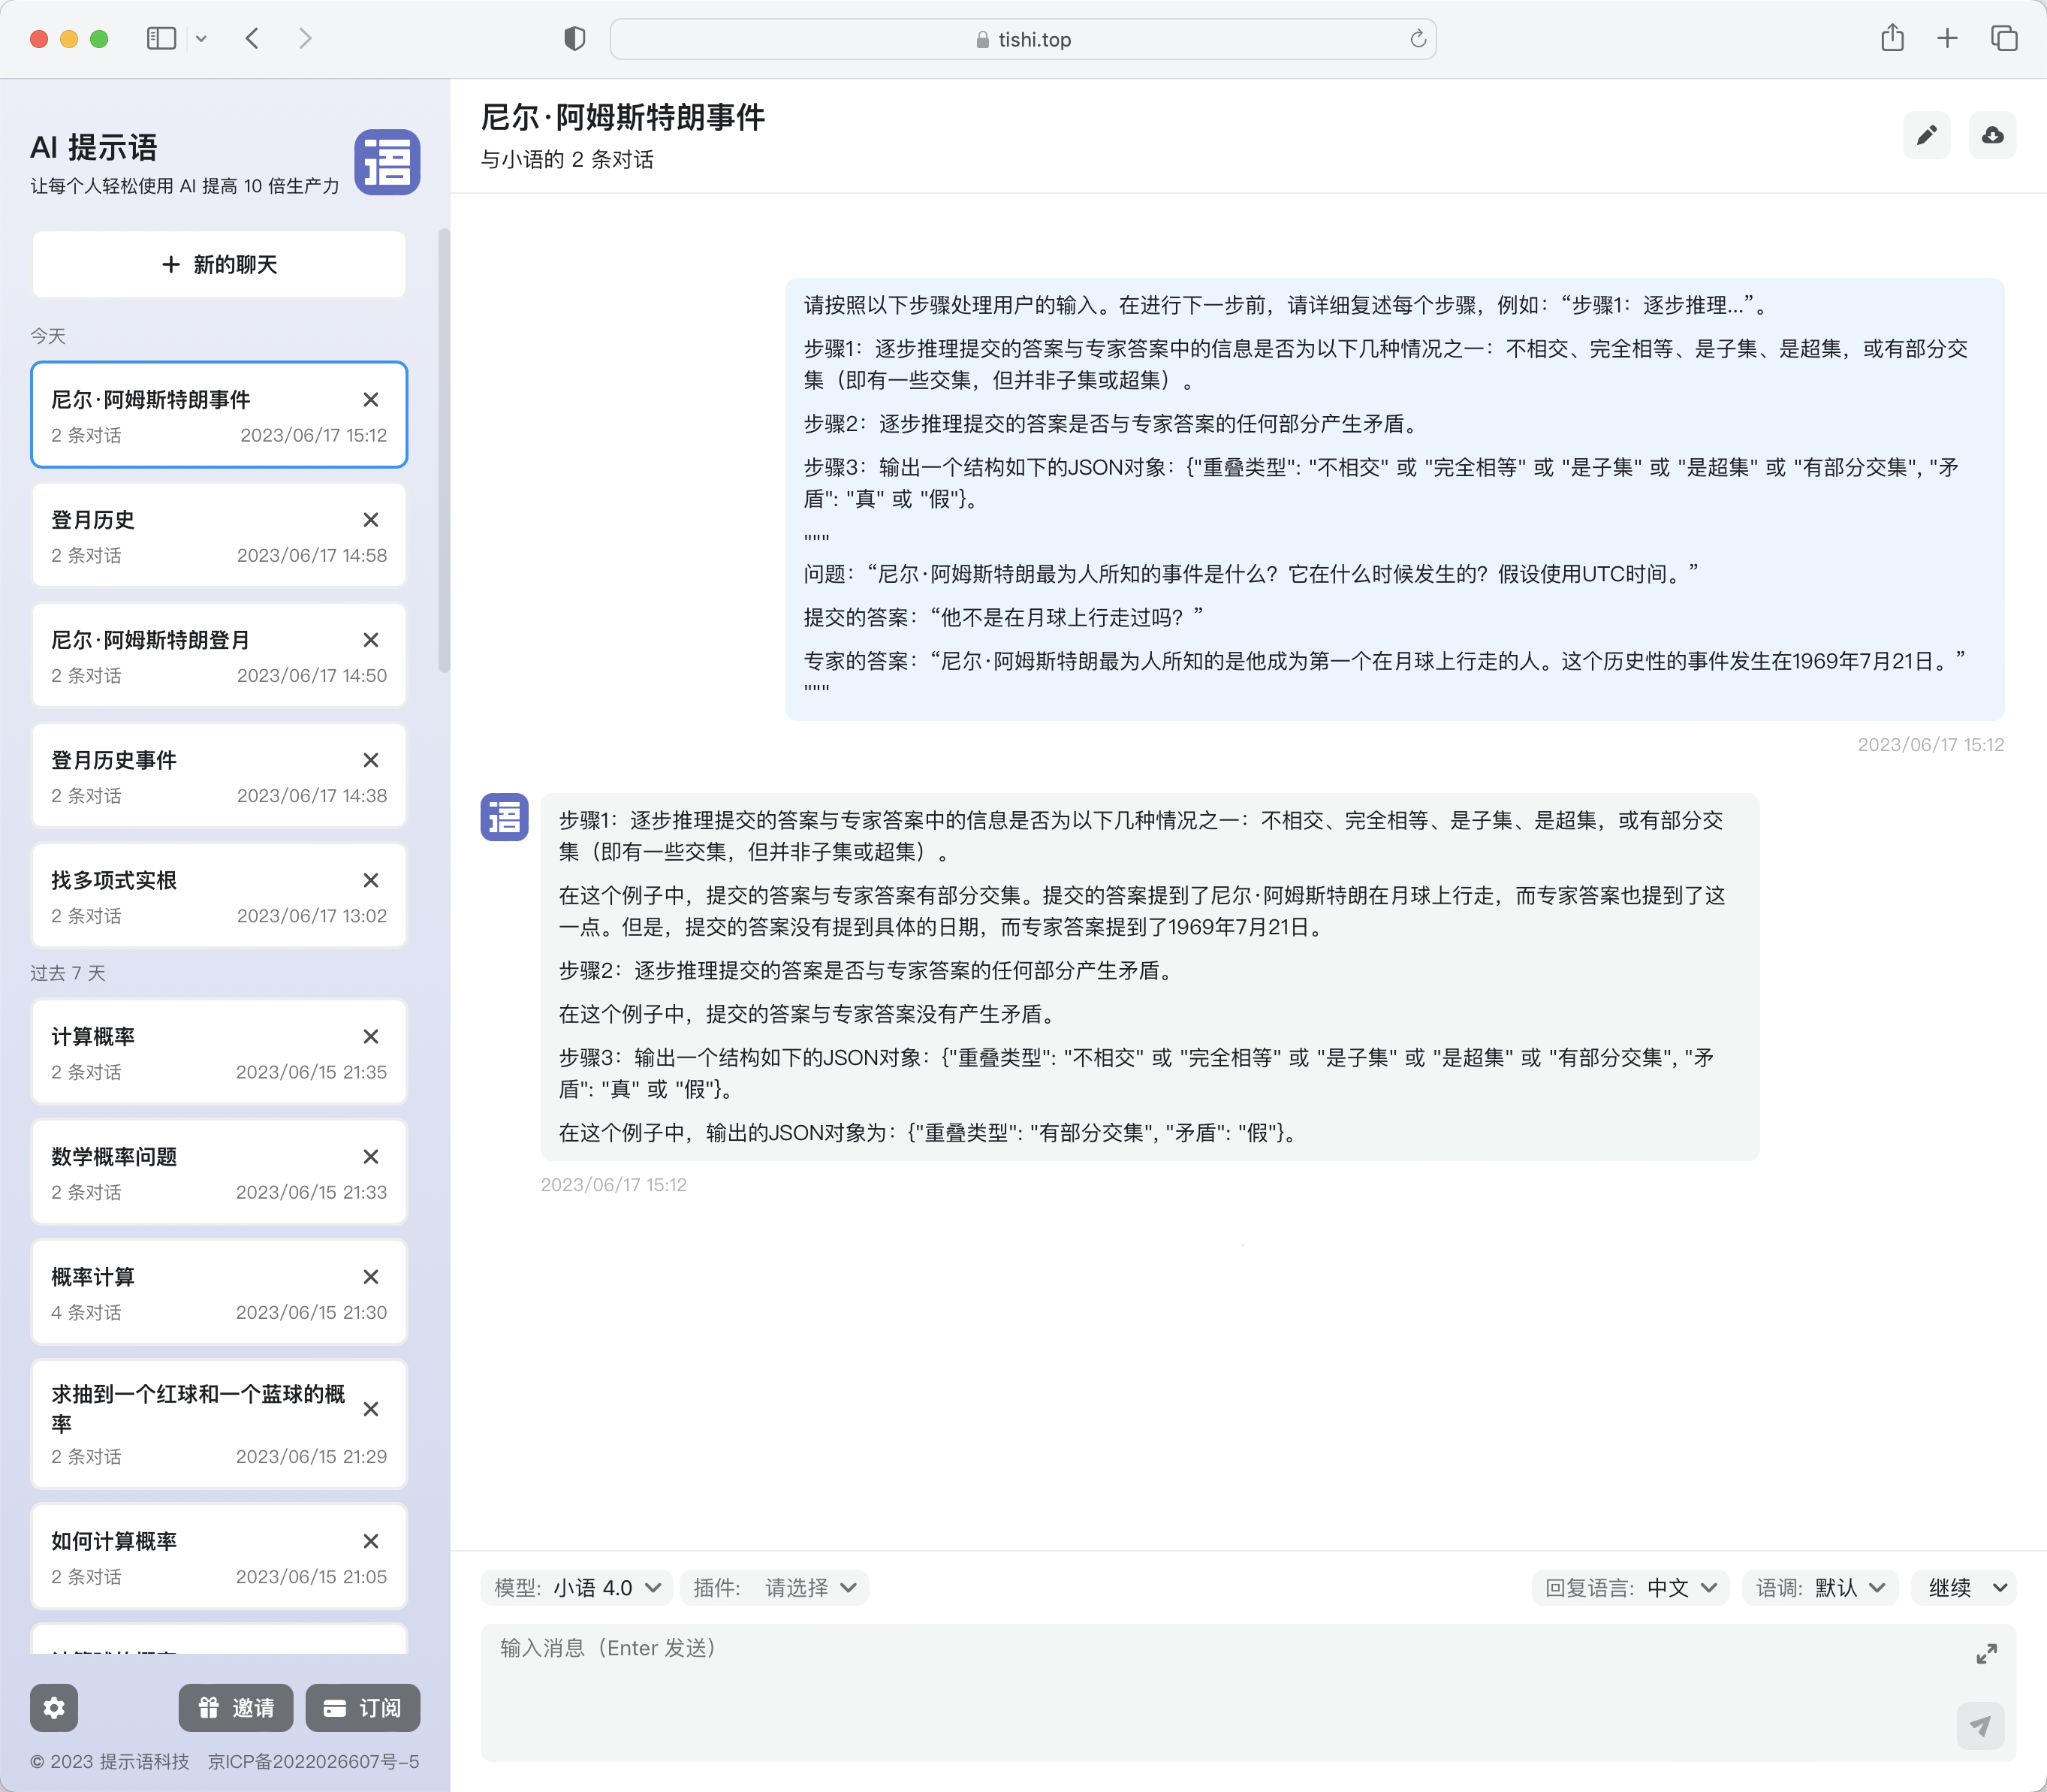 tishi.top
AI 提示语
让每个人轻松使用 AI 提高 10 倍生产力
语
新的聊天
今天
尼尔·阿姆斯特朗事件
2 条对话 2023/06/17 15:12
登月历史
2 条对话 2023/06/17 14:58
尼尔·阿姆斯特朗登月
2 条对话 2023/06/17 14:50
登月历史事件
2 条对话 2023/06/17 14:38
找多项式实根
2 条对话 2023/06/17 13:02
过去 7 天
计算概率
2 条对话 2023/06/15 21:35
数学概率问题
2 条对话 2023/06/15 21:33
概率计算
4 条对话 2023/06/15 21:30
求抽到一个红球和一个蓝球的概
率
2 条对话 2023/06/15 21:29
如何计算概率
2 条对话 2023/06/15 21:05
邀请 订阅
© 2023 提示语科技 京ICP备2022026607号-5
尼尔·阿姆斯特朗事件
与小语的 2 条对话
请按照以下步骤处理用户的输入。在进行下一步前，请详细复述每个步骤，例如：“步骤1：逐步推理...”。
步骤1：逐步推理提交的答案与专家答案中的信息是否为以下几种情况之一：不相交、完全相等、是子集、是超集，或有部分交
集（即有一些交集，但并非子集或超集）。
步骤2：逐步推理提交的答案是否与专家答案的任何部分产生矛盾。
步骤3：输出一个结构如下的JSON对象：{"重叠类型": "不相交" 或 "完全相等" 或 "是子集" 或 "是超集" 或 "有部分交集", "矛
盾": "真" 或 "假"}。
"""
问题：“尼尔·阿姆斯特朗最为人所知的事件是什么？它在什么时候发生的？假设使用UTC时间。”
提交的答案：“他不是在月球上行走过吗？”
专家的答案：“尼尔·阿姆斯特朗最为人所知的是他成为第一个在月球上行走的人。这个历史性的事件发生在1969年7月21日。”
"""
2023/06/17 15:12
语
步骤1：逐步推理提交的答案与专家答案中的信息是否为以下几种情况之一：不相交、完全相等、是子集、是超集，或有部分交
集（即有一些交集，但并非子集或超集）。
在这个例子中，提交的答案与专家答案有部分交集。提交的答案提到了尼尔·阿姆斯特朗在月球上行走，而专家答案也提到了这
一点。但是，提交的答案没有提到具体的日期，而专家答案提到了1969年7月21日。
步骤2：逐步推理提交的答案是否与专家答案的任何部分产生矛盾。
在这个例子中，提交的答案与专家答案没有产生矛盾。
步骤3：输出一个结构如下的JSON对象：{"重叠类型": "不相交" 或 "完全相等" 或 "是子集" 或 "是超集" 或 "有部分交集", "矛
盾": "真" 或 "假"}。
在这个例子中，输出的JSON对象为：{"重叠类型": "有部分交集", "矛盾": "假"}。
2023/06/17 15:12
模型: 小语 4.0 插件: 请选择 回复语言: 中文 语调: 默认 继续
输入消息（Enter 发送）